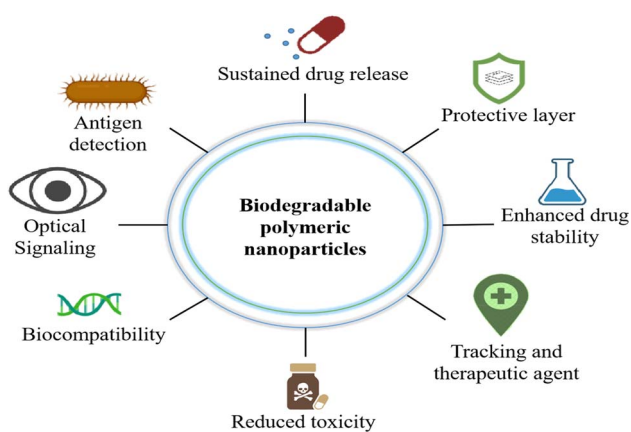 Sustained drug release
Protective layer
Antigen
detection
Enhanced drug
stability
Biodegradable
polymeric
nanoparticles
Optical
Signaling
Biocompatibility
Tracking and
therapeutic agent
Reduced toxicity